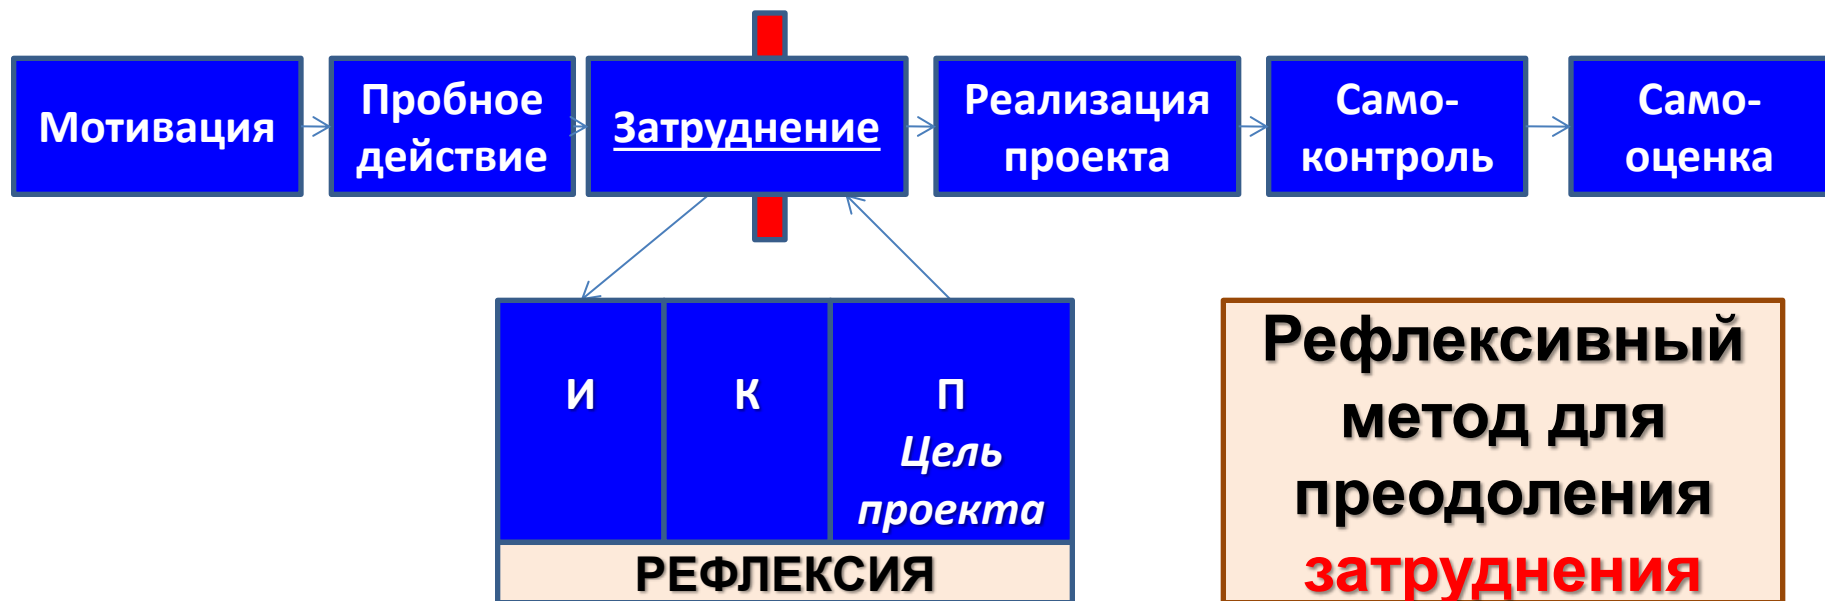 Мотивация
Пробное
действие
Затруднение
Реализация
проекта
Само-
контроль
Само-
оценка
И
К
П
Цель
проекта
РЕФЛЕКСИЯ
Рефлексивный
метод для
преодоления
затруднения